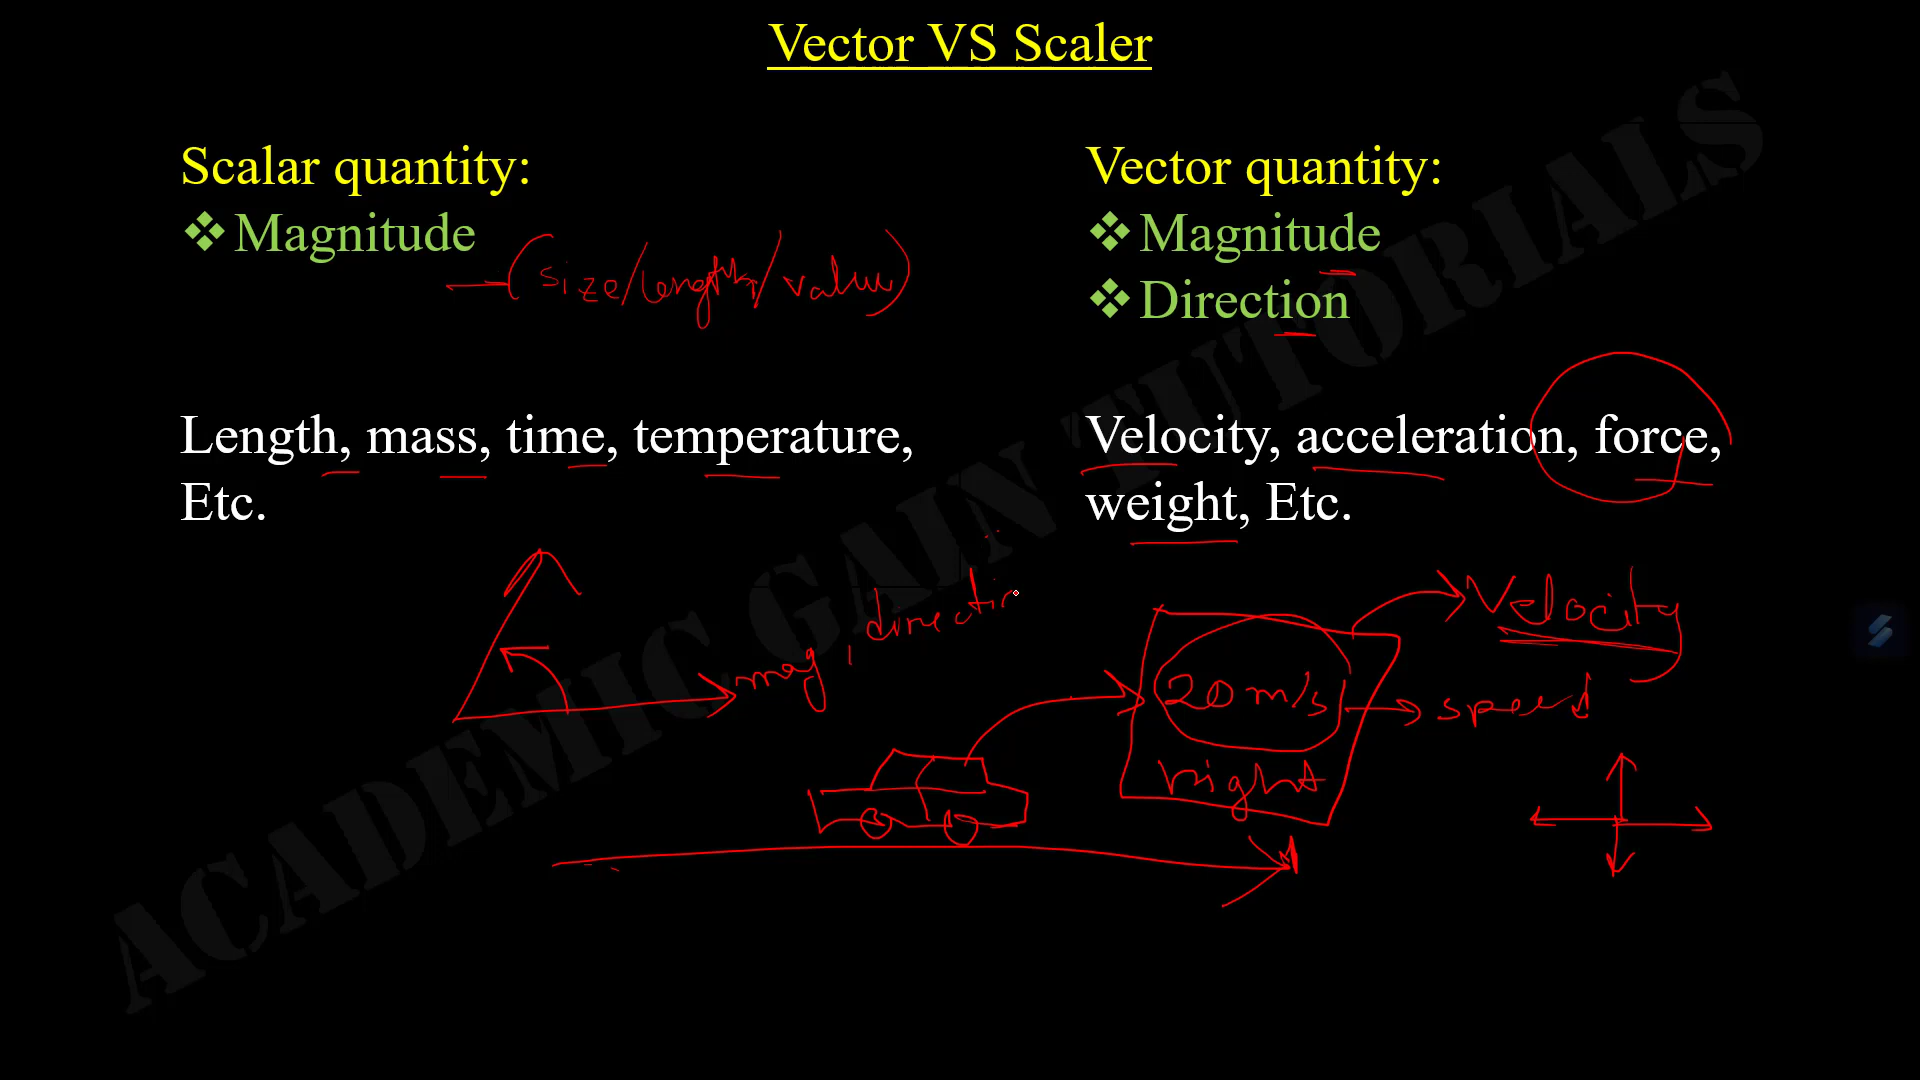 Vector VS Scaler
Scalar quantity:
❖ Magnitude
(size/length/value)
Length, mass, time, temperature,
Etc.
Vector quantity:
❖ Magnitude
❖ Direction
Velocity, acceleration, force,
weight, Etc.
mag, directi
20 m/s
right
Velocity
speed
ACADEMIC GAIN TUTORIALS